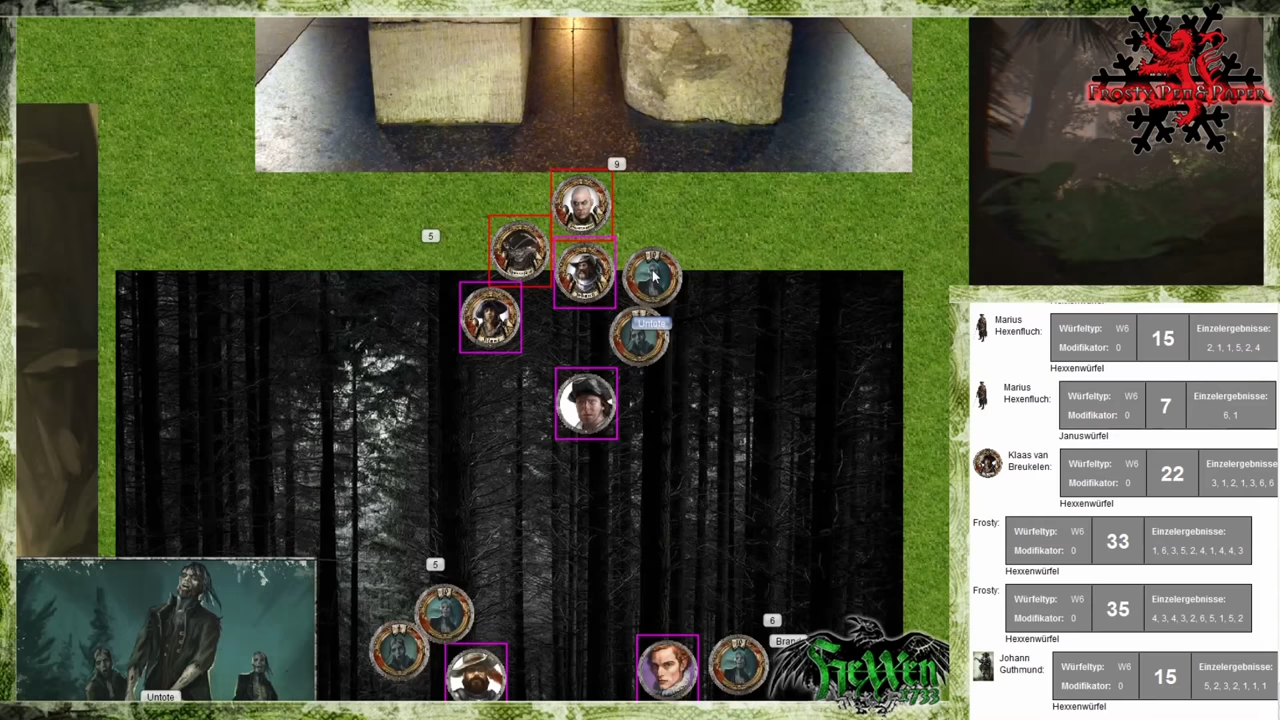 FROSTY PEN & PAPER
9
5
Untote
5
6
Untote
HeXXen
1733
Marius
Hexenfluch:
Würfeltyp: W6
Modifikator: 0
15
Einzelergebnisse:
2, 1, 1, 5, 2, 4
Hexxenwürfel
Marius
Hexenfluch:
Würfeltyp: W6
Modifikator: 0
7
Einzelergebnisse:
6, 1
Januswürfel
Klaas van
Breukelen:
Würfeltyp: W6
Modifikator: 0
22
Einzelergebnisse
3, 1, 2, 1, 3, 6, 6
Hexxenwürfel
Frosty:
Würfeltyp: W6
Modifikator: 0
33
Einzelergebnisse:
1, 6, 3, 5, 2, 4, 1, 4, 4, 3
Hexxenwürfel
Frosty:
Würfeltyp: W6
Modifikator: 0
35
Einzelergebnisse:
4, 3, 4, 3, 2, 6, 5, 1, 5, 2
Hexxenwürfel
Johann
Guthmund:
Würfeltyp: W6
Modifikator: 0
15
Einzelergebnisse:
5, 2, 3, 2, 1, 1, 1
Hexxenwürfel